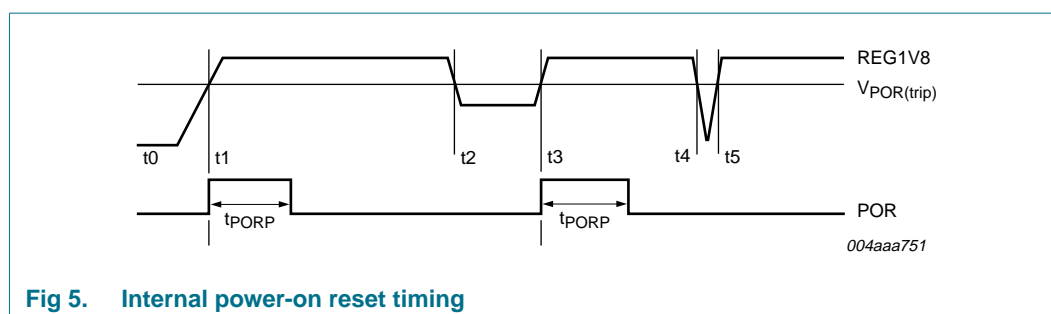 REG1V8
VPOR(trip)
t0
t1
t2
t3
t4
t5
tPORP
tPORP
POR
004aaa751
Fig 5. Internal power-on reset timing